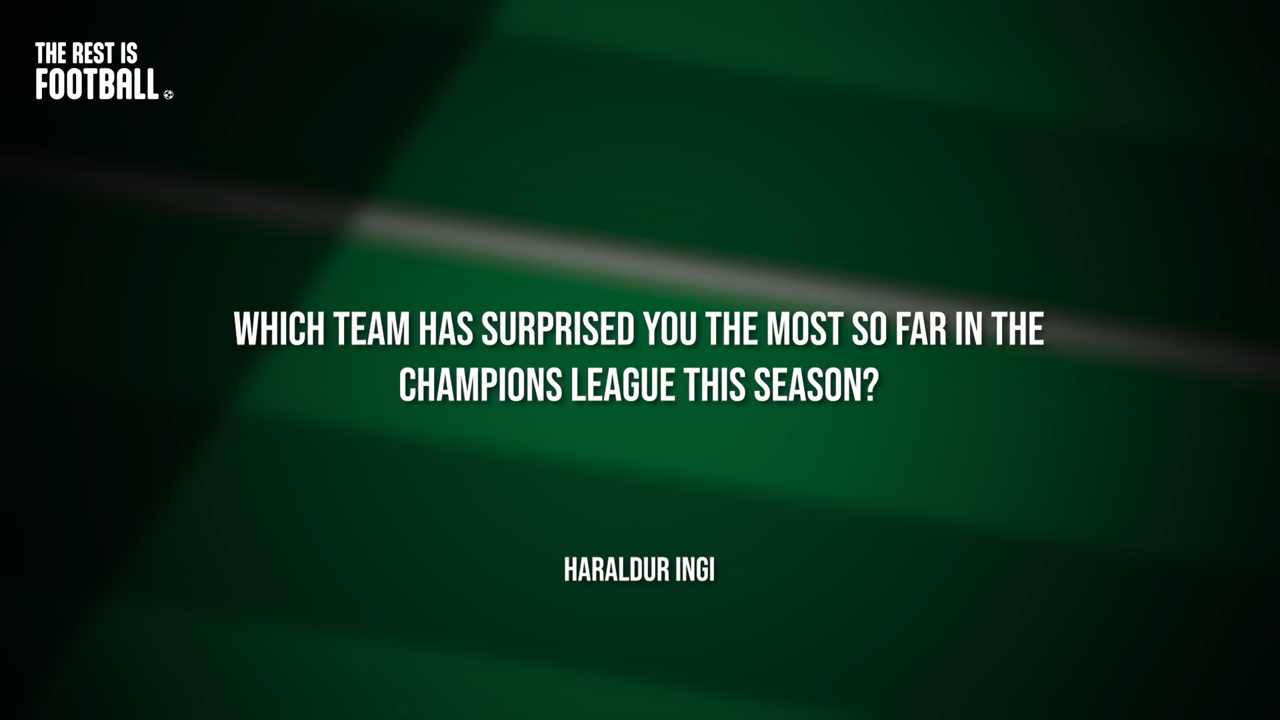 THE REST IS
FOOTBALL
WHICH TEAM HAS SURPRISED YOU THE MOST SO FAR IN THE
CHAMPIONS LEAGUE THIS SEASON?
HARALDUR INGI